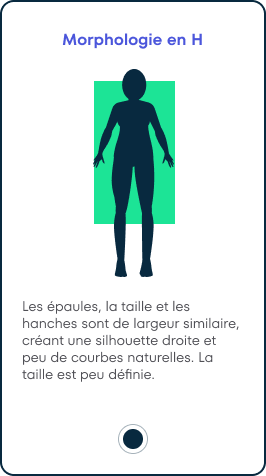 Morphologie en H
Les épaules, la taille et les
hanches sont de largeur similaire,
créant une silhouette droite et
peu de courbes naturelles. La
taille est peu définie.